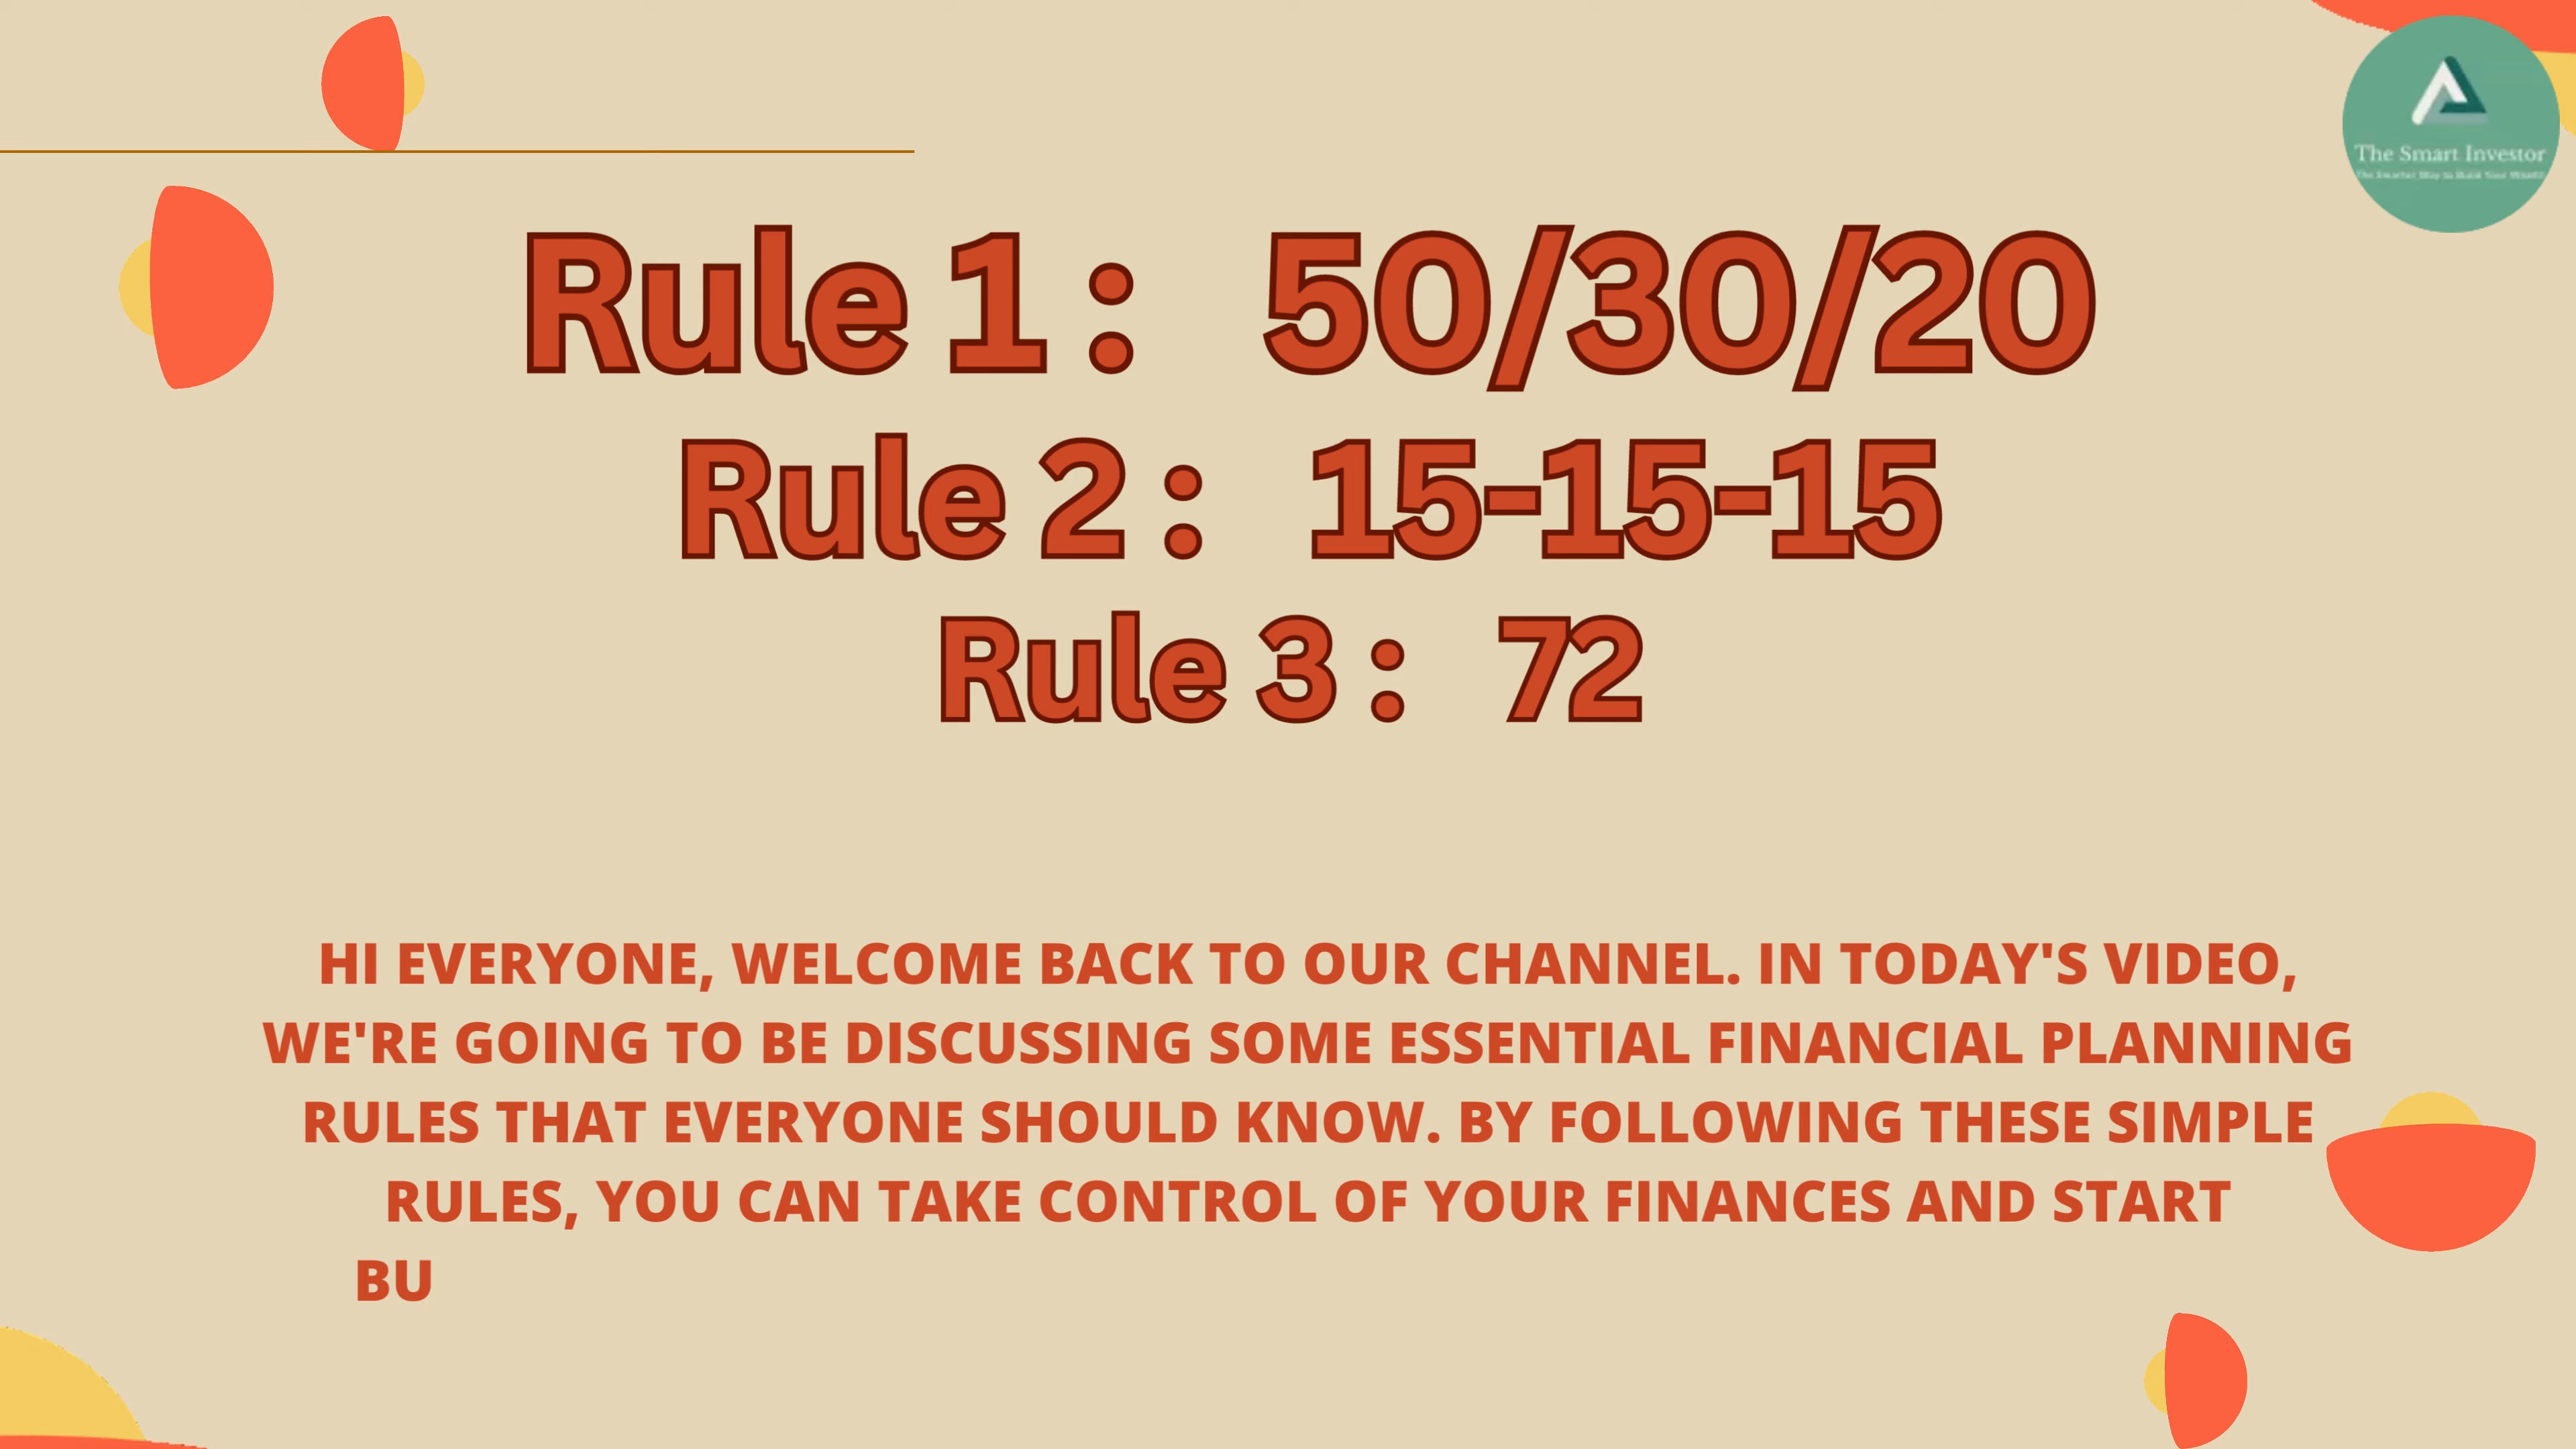 The Smart Investor
Rule 1 : 50/30/20
Rule 2 : 15-15-15
Rule 3 : 72
HI EVERYONE, WELCOME BACK TO OUR CHANNEL. IN TODAY'S VIDEO,
WE'RE GOING TO BE DISCUSSING SOME ESSENTIAL FINANCIAL PLANNING
RULES THAT EVERYONE SHOULD KNOW. BY FOLLOWING THESE SIMPLE
RULES, YOU CAN TAKE CONTROL OF YOUR FINANCES AND START
BU